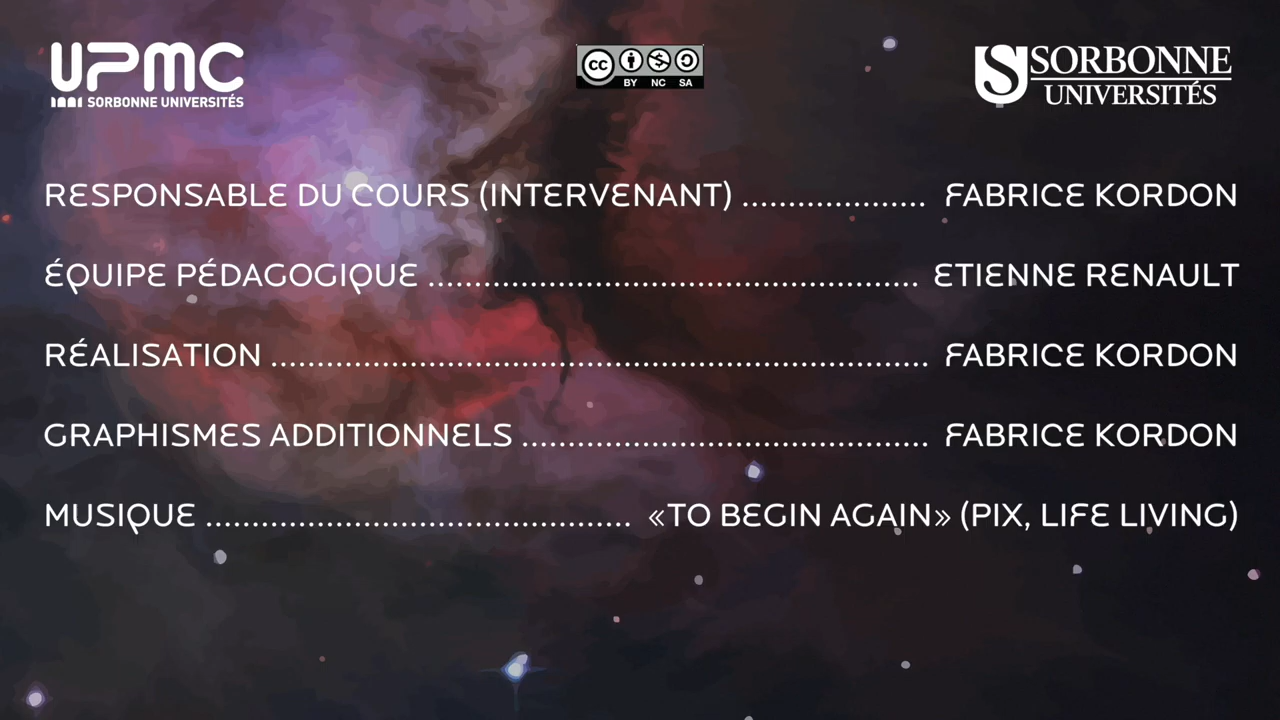 UPMC
SORBONNE UNIVERSITÉS
CC BY NC SA
SORBONNE
UNIVERSITÉS
RESPONSABLE DU COURS (INTERVENANT) ................... FABRICE KORDON
ÉQUIPE PÉDAGOGIQUE .................................................. ETIENNE RENAULT
RÉALISATION ................................................................... FABRICE KORDON
GRAPHISMES ADDITIONNELS .......................................... FABRICE KORDON
MUSIQUE ............................................ «TO BEGIN AGAIN» (PIX, LIFE LIVING)